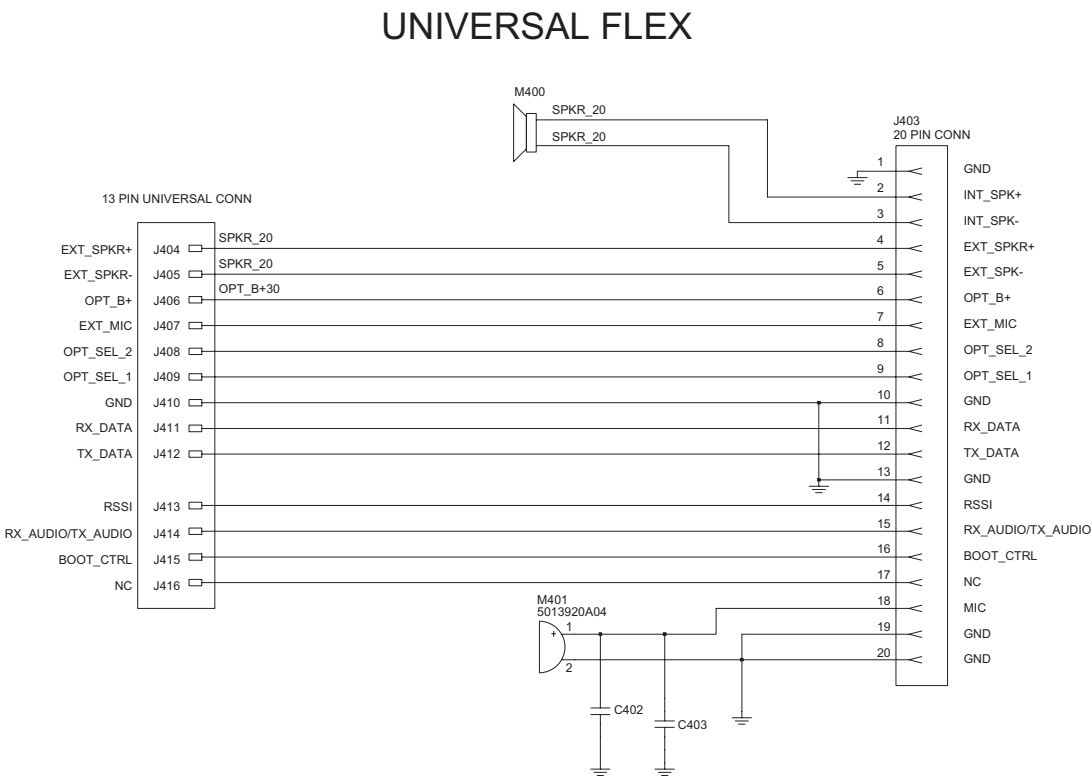 UNIVERSAL FLEX
M400
SPKR_20
SPKR_20
J403
20 PIN CONN
1 GND
2 INT_SPK+
3 INT_SPK-
13 PIN UNIVERSAL CONN
EXT_SPKR+ J404 SPKR_20 4 EXT_SPKR+
EXT_SPKR- J405 SPKR_20 5 EXT_SPK-
OPT_B+ J406 OPT_B+30 6 OPT_B+
EXT_MIC J407 7 EXT_MIC
OPT_SEL_2 J408 8 OPT_SEL_2
OPT_SEL_1 J409 9 OPT_SEL_1
GND J410 10 GND
RX_DATA J411 11 RX_DATA
TX_DATA J412 12 TX_DATA
13 GND
RSSI J413 14 RSSI
RX_AUDIO/TX_AUDIO J414 15 RX_AUDIO/TX_AUDIO
BOOT_CTRL J415 16 BOOT_CTRL
NC J416 17 NC
M401
5013920A04
18 MIC
+ 1
19 GND
2
20 GND
C402
C403